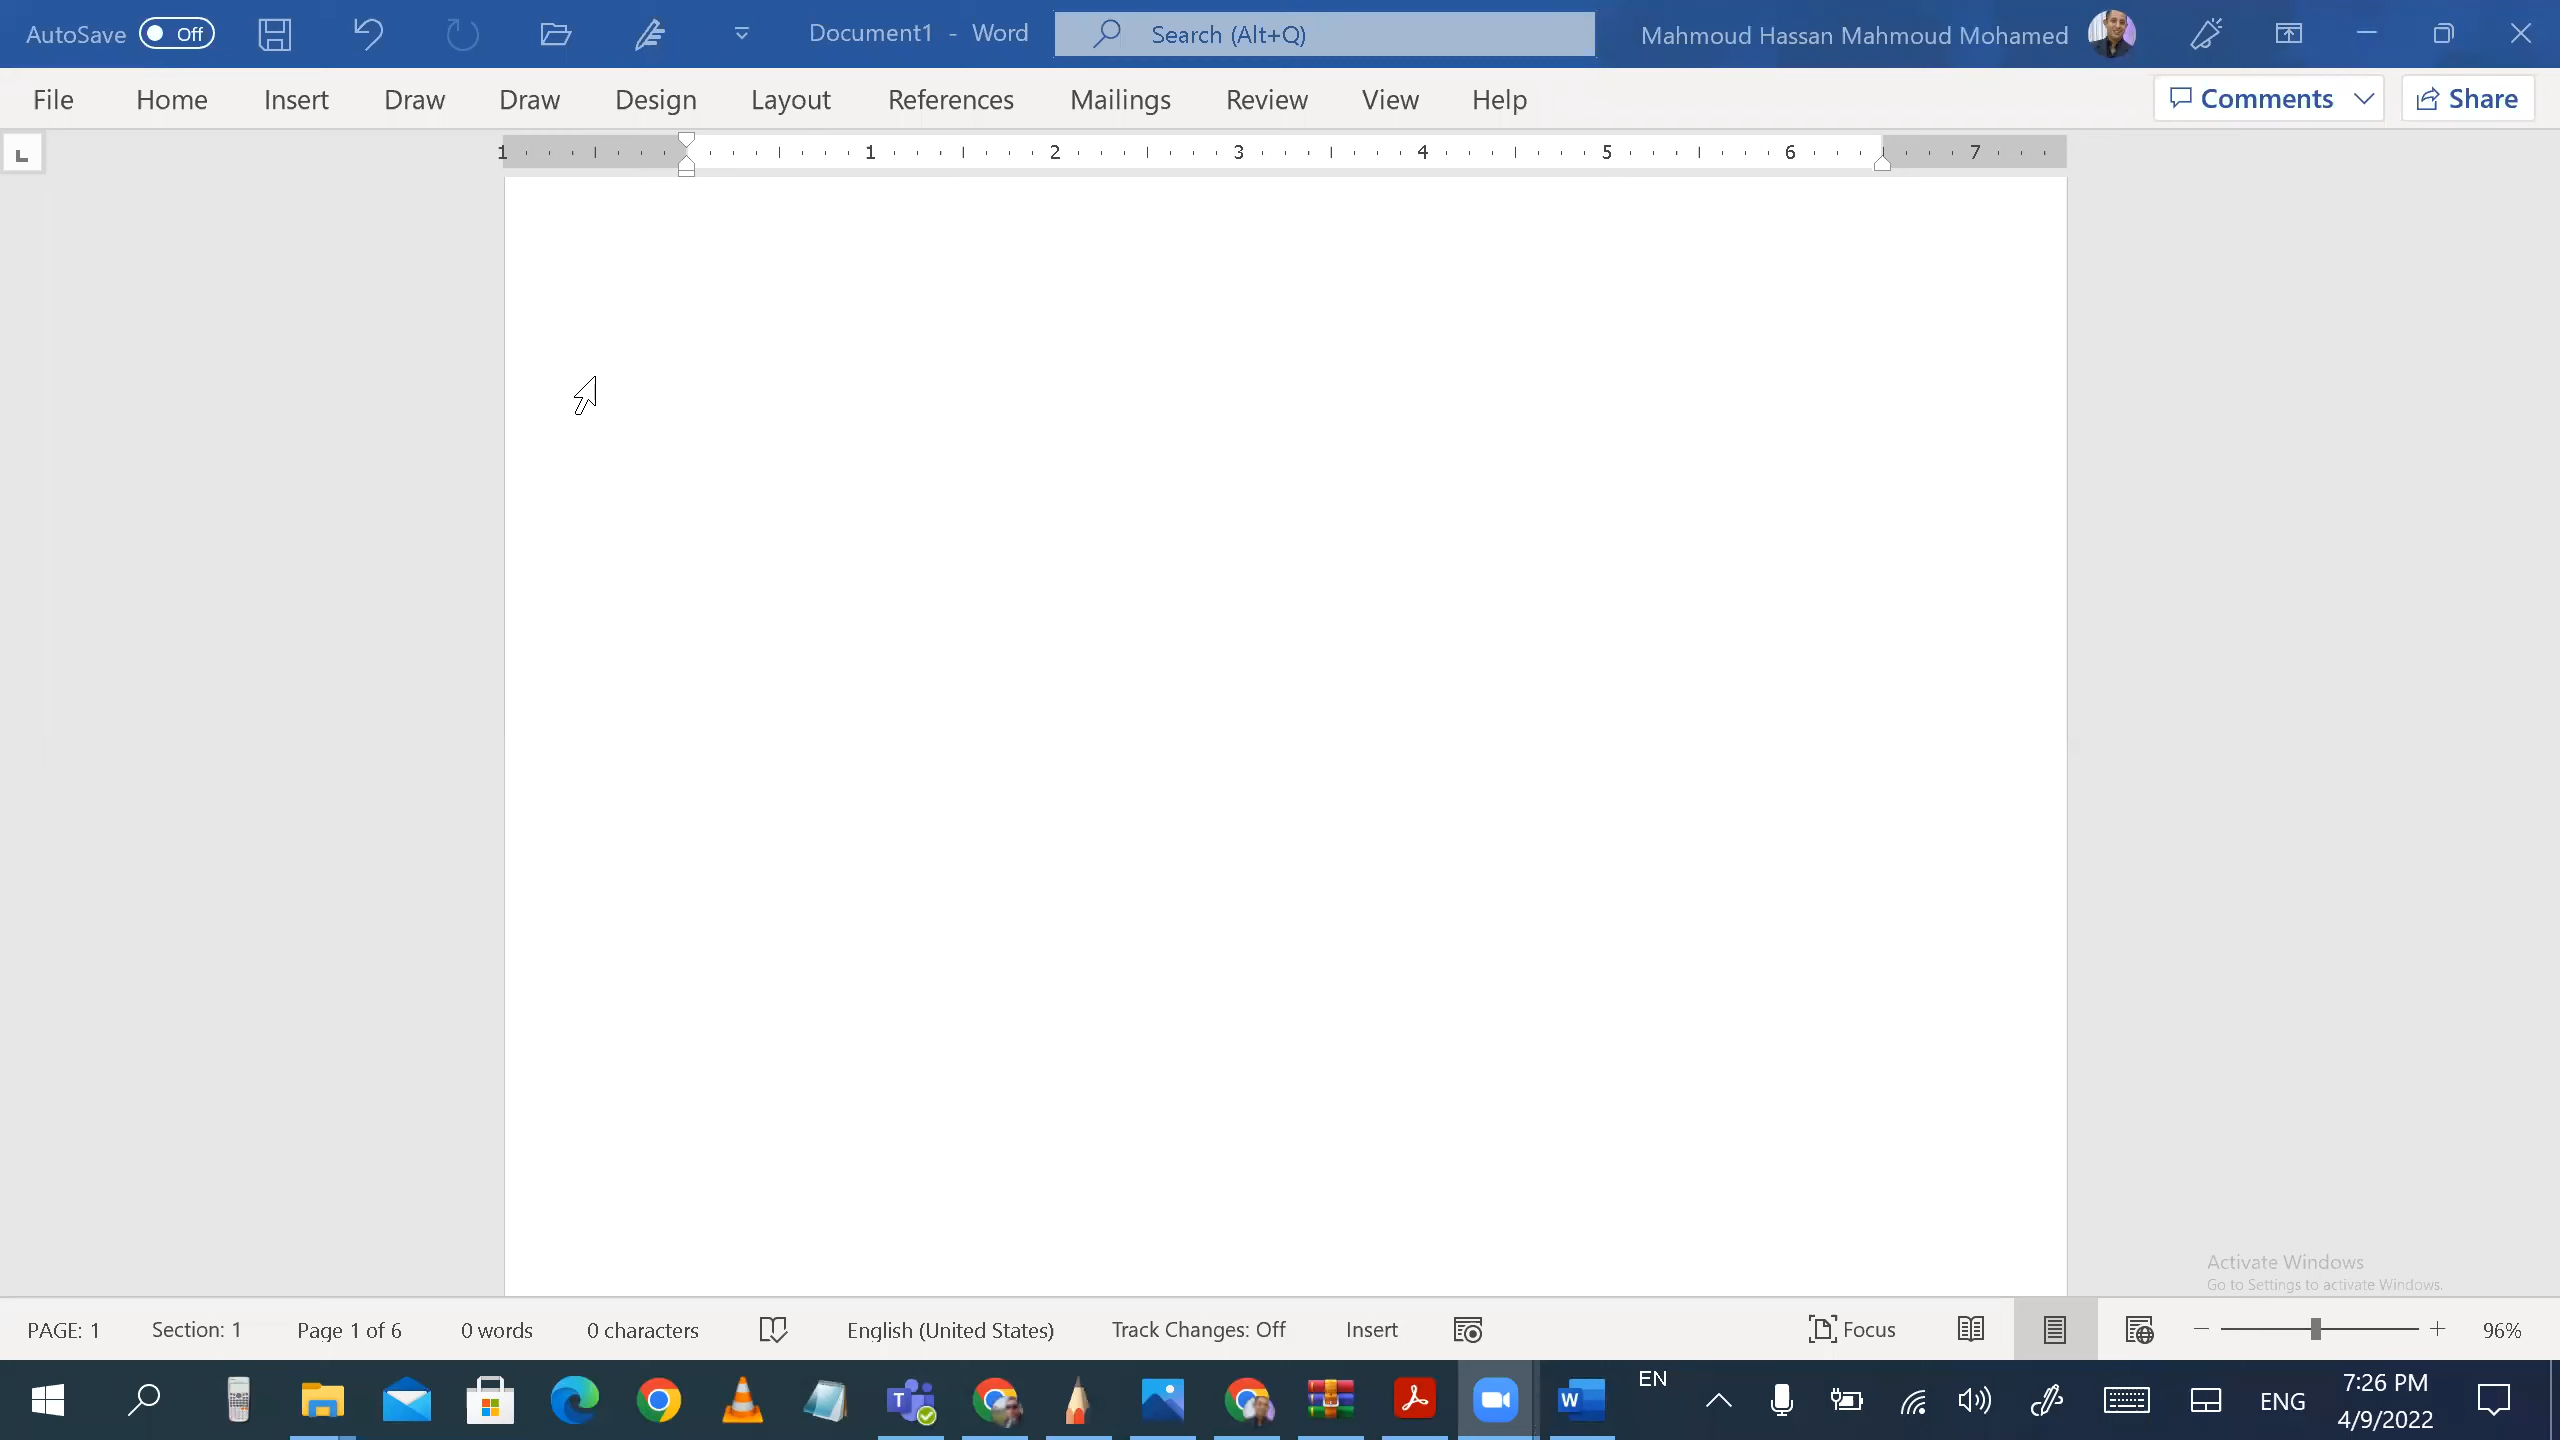 AutoSave Off Document1 - Word Search (Alt+Q) Mahmoud Hassan Mahmoud Mohamed
File Home Insert Draw Draw Design Layout References Mailings Review View Help Comments Share
1 1 2 3 4 5 6 7
Activate Windows
Go to Settings to activate Windows.
PAGE: 1 Section: 1 Page 1 of 6 0 words 0 characters English (United States) Track Changes: Off Insert Focus 96%
EN ENG 7:26 PM
4/9/2022